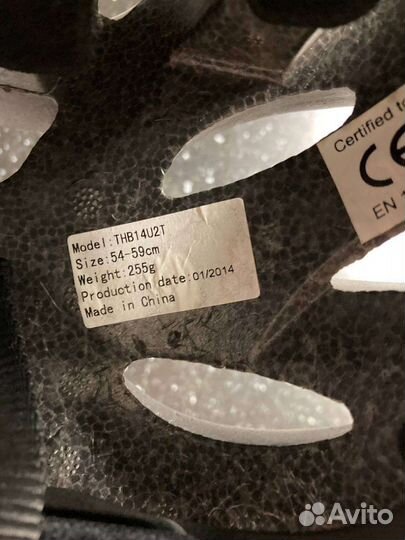 Certified to
CE
EN 1
Model:THB14U2T
Size:54-59cm
Weight:255g
Production date:01/2014
Made in China
Avito